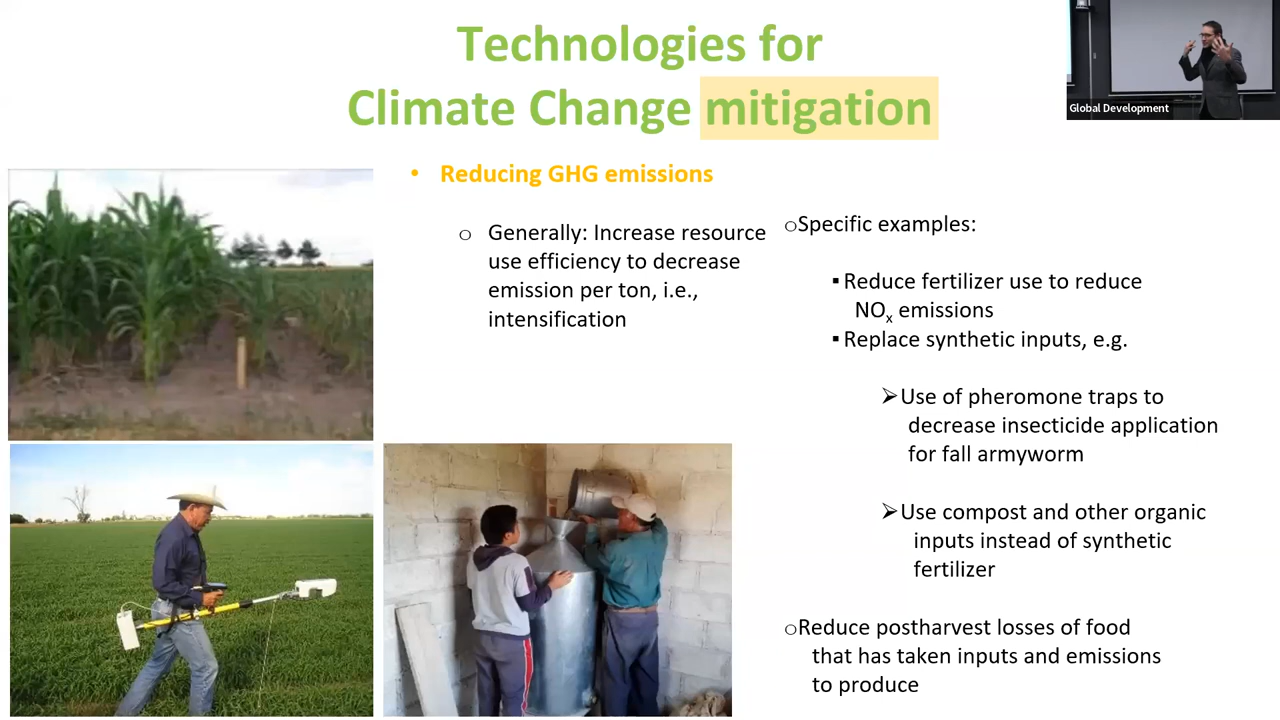 Technologies for
Climate Change mitigation
Global Development
• Reducing GHG emissions
o Generally: Increase resource
use efficiency to decrease
emission per ton, i.e.,
intensification
oSpecific examples:
▪Reduce fertilizer use to reduce
NOx emissions
▪Replace synthetic inputs, e.g.
➢Use of pheromone traps to
decrease insecticide application
for fall armyworm
➢Use compost and other organic
inputs instead of synthetic
fertilizer
oReduce postharvest losses of food
that has taken inputs and emissions
to produce